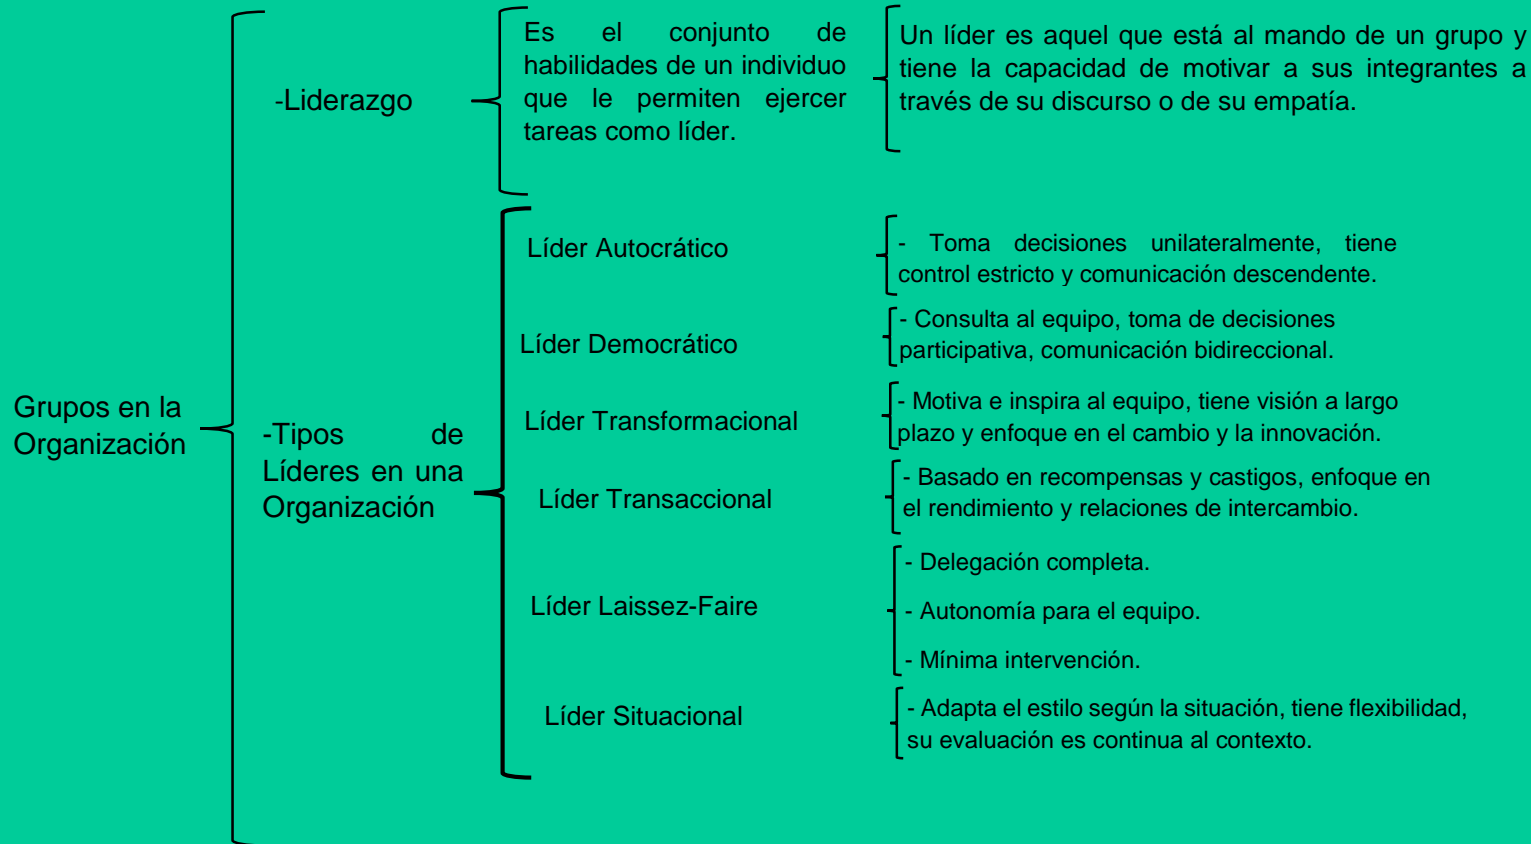 Grupos en la
Organización
-Liderazgo
Es el conjunto de
habilidades de un individuo
que le permiten ejercer
tareas como líder.
Un líder es aquel que está al mando de un grupo y
tiene la capacidad de motivar a sus integrantes a
través de su discurso o de su empatía.
-Tipos de
Líderes en una
Organización
Líder Autocrático
- Toma decisiones unilateralmente, tiene
control estricto y comunicación descendente.
Líder Democrático
- Consulta al equipo, toma de decisiones
participativa, comunicación bidireccional.
Líder Transformacional
- Motiva e inspira al equipo, tiene visión a largo
plazo y enfoque en el cambio y la innovación.
Líder Transaccional
- Basado en recompensas y castigos, enfoque en
el rendimiento y relaciones de intercambio.
Líder Laissez-Faire
- Delegación completa.
- Autonomía para el equipo.
- Mínima intervención.
Líder Situacional
- Adapta el estilo según la situación, tiene flexibilidad,
su evaluación es continua al contexto.